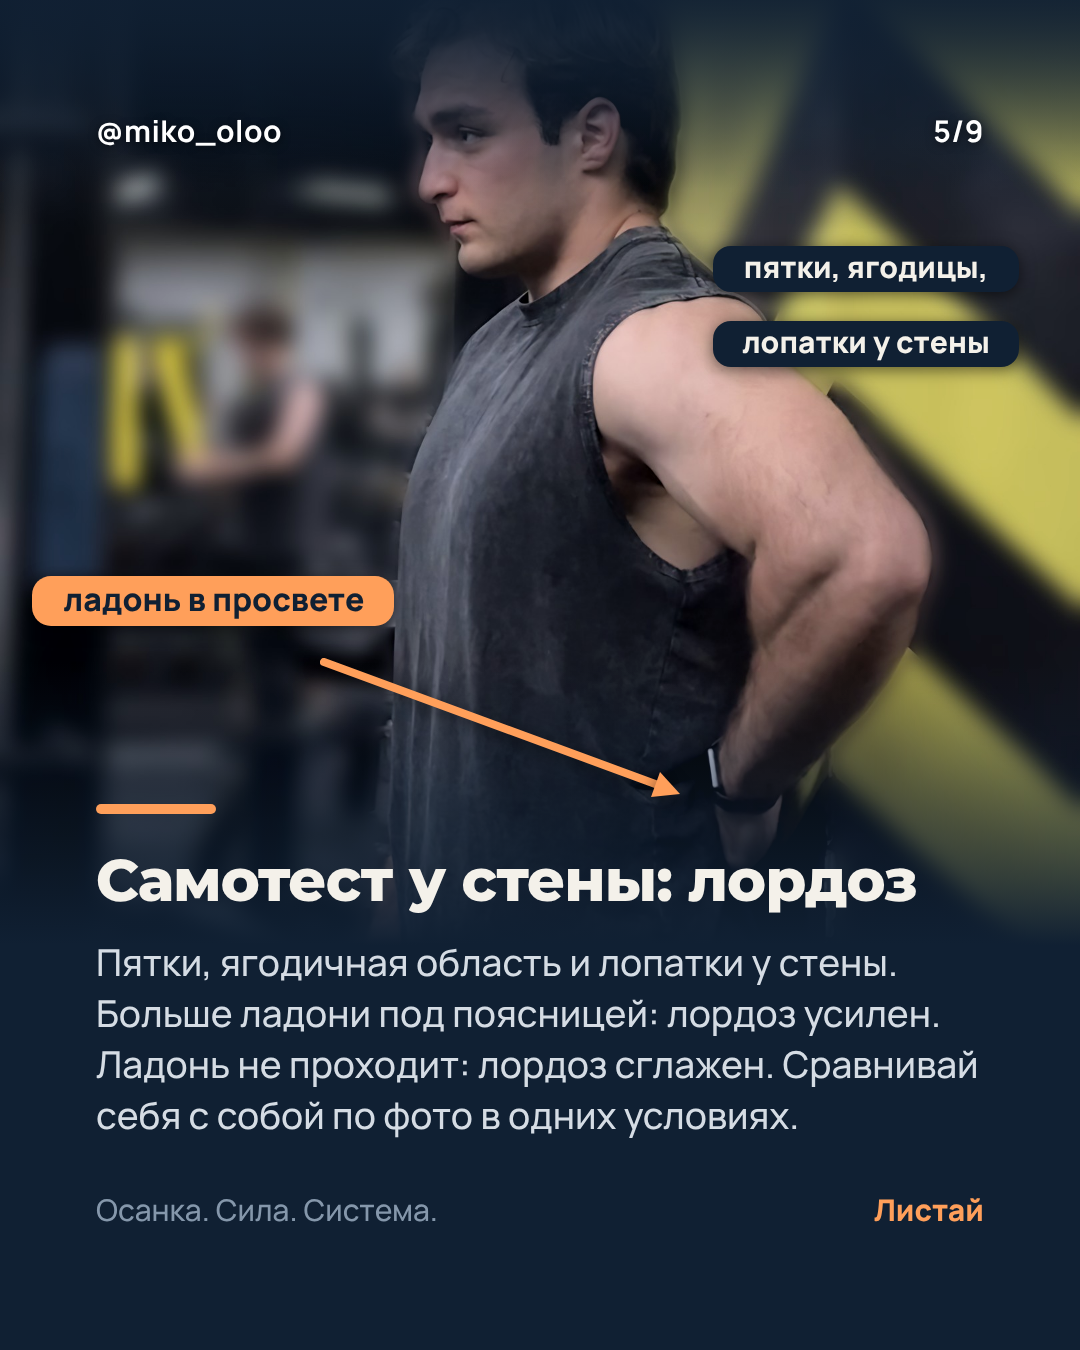 @miko_oloo
5/9
пятки, ягодицы,
лопатки у стены
ладонь в просвете
Самотест у стены: лордоз
Пятки, ягодичная область и лопатки у стены.
Больше ладони под поясницей: лордоз усилен.
Ладонь не проходит: лордоз сглажен. Сравнивай
себя с собой по фото в одних условиях.
Осанка. Сила. Система.
Листай